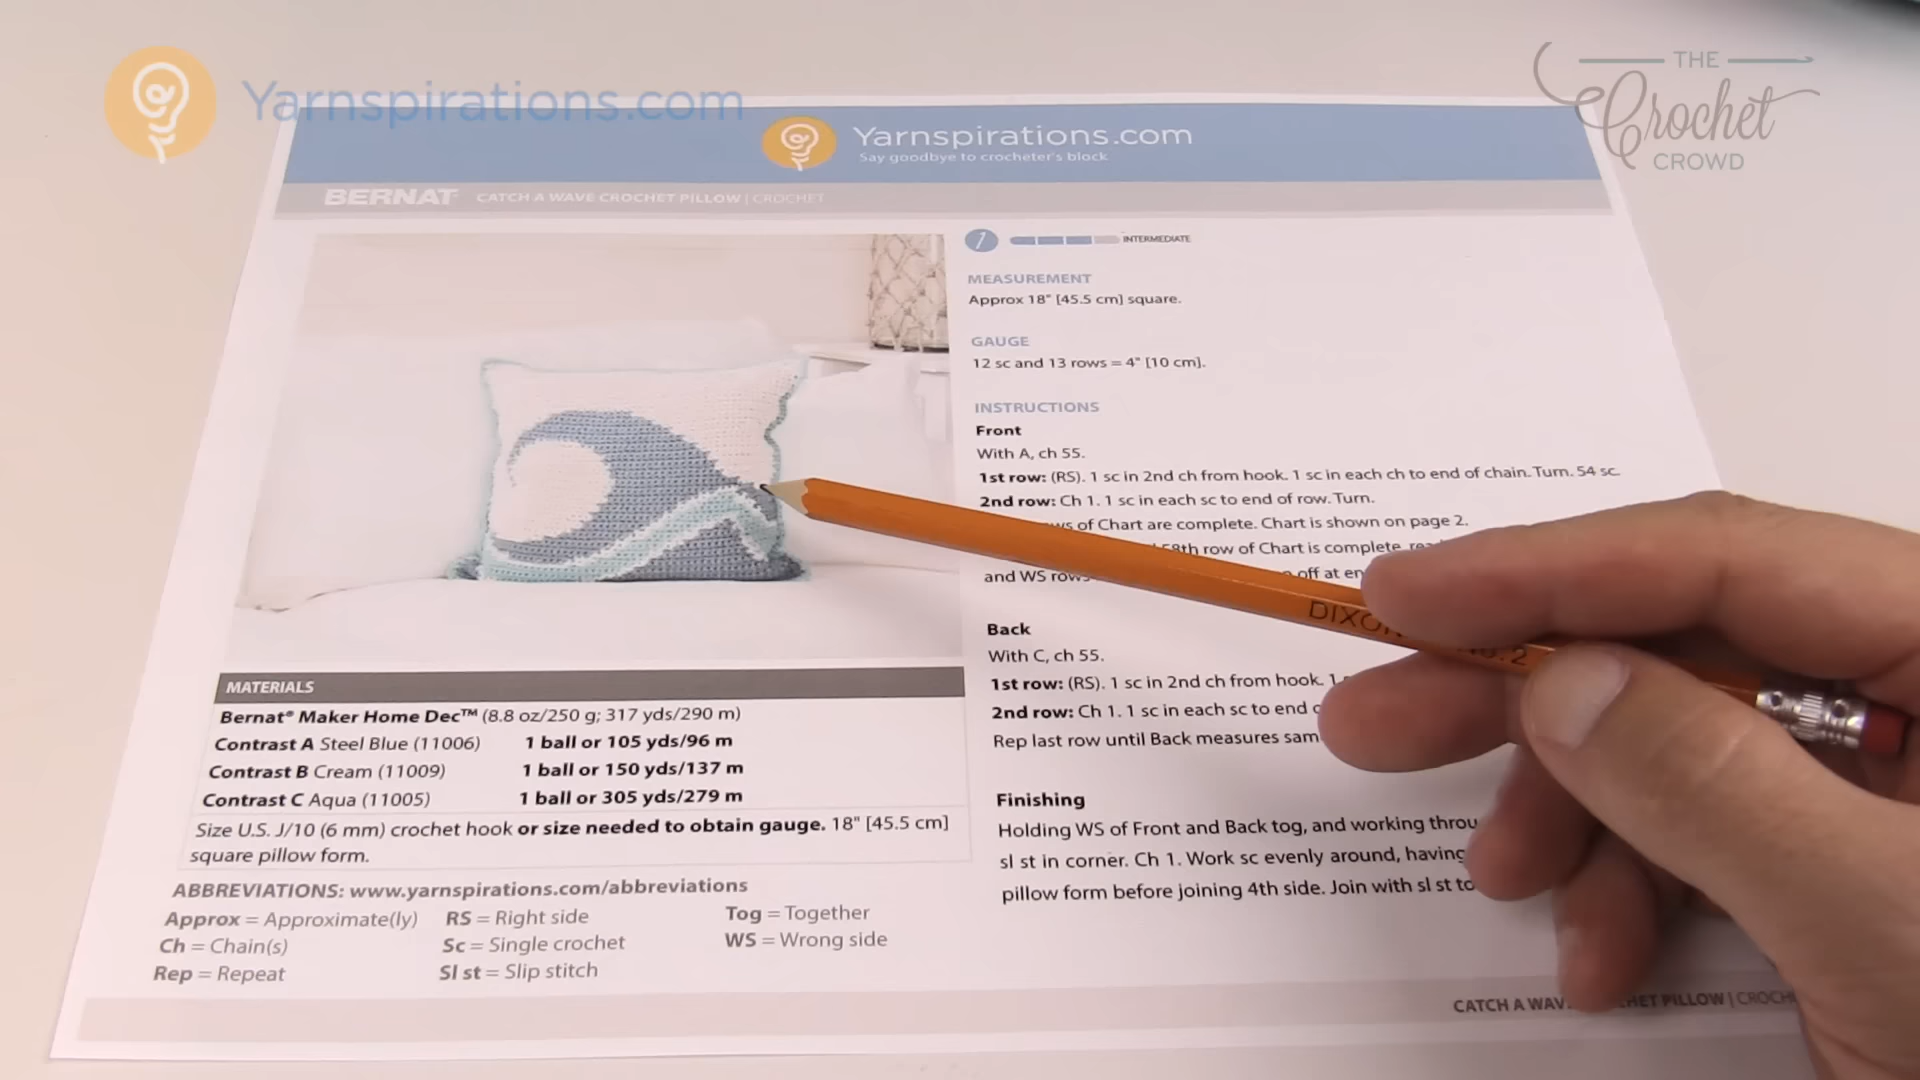 Yarnspirations.com
THE
Crochet
CROWD
Yarnspirations.com
Say goodbye to crocheter's block
BERNAT CATCH A WAVE CROCHET PILLOW | CROCHET
INTERMEDIATE
MEASUREMENT
Approx 18" [45.5 cm] square.
GAUGE
12 sc and 13 rows = 4" [10 cm].
INSTRUCTIONS
Front
With A, ch 55.
1st row: (RS). 1 sc in 2nd ch from hook. 1 sc in each ch to end of chain. Turn. 54 sc.
2nd row: Ch 1. 1 sc in each sc to end of row. Turn.
of Chart are complete. Chart is shown on page 2.
row of Chart is complete,
and WS rows off at
Back
With C, ch 55.
1st row: (RS). 1 sc in 2nd ch from hook.
2nd row: Ch 1. 1 sc in each sc to end
Rep last row until Back measures
Finishing
Holding WS of Front and Back tog, and working
sl st in corner. Ch 1. Work sc evenly around, having
pillow form before joining 4th side. Join with sl st to
MATERIALS
Bernat® Maker Home Dec™ (8.8 oz/250 g; 317 yds/290 m)
Contrast A Steel Blue (11006) 1 ball or 105 yds/96 m
Contrast B Cream (11009) 1 ball or 150 yds/137 m
Contrast C Aqua (11005) 1 ball or 305 yds/279 m
Size U.S. J/10 (6 mm) crochet hook or size needed to obtain gauge. 18" [45.5 cm]
square pillow form.
ABBREVIATIONS: www.yarnspirations.com/abbreviations
Approx = Approximate(ly) RS = Right side Tog = Together
Ch = Chain(s) Sc = Single crochet WS = Wrong side
Rep = Repeat Sl st = Slip stitch
CATCH A PILLOW |
DIXON No.2